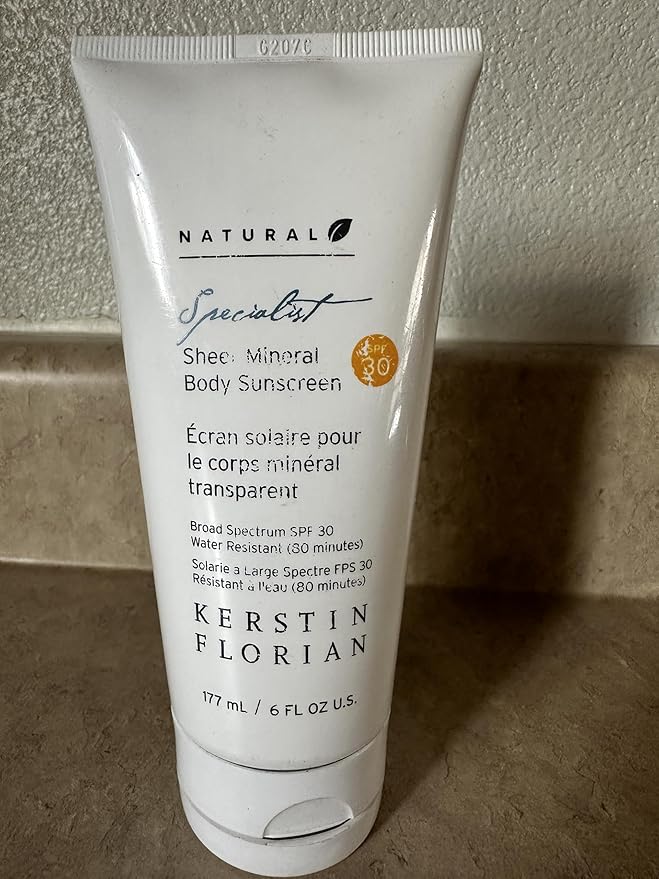 G207G
NATURAL
Specialist
Sheer Mineral
Body Sunscreen
SPF
30
Écran solaire pour
le corps minéral
transparent
Broad Spectrum SPF 30
Water Resistant (80 minutes)
Solarie a Large Spectre FPS 30
Résistant à l'eau (80 minutes)
KERSTIN
FLORIAN
177 mL / 6 FL OZ U.S.